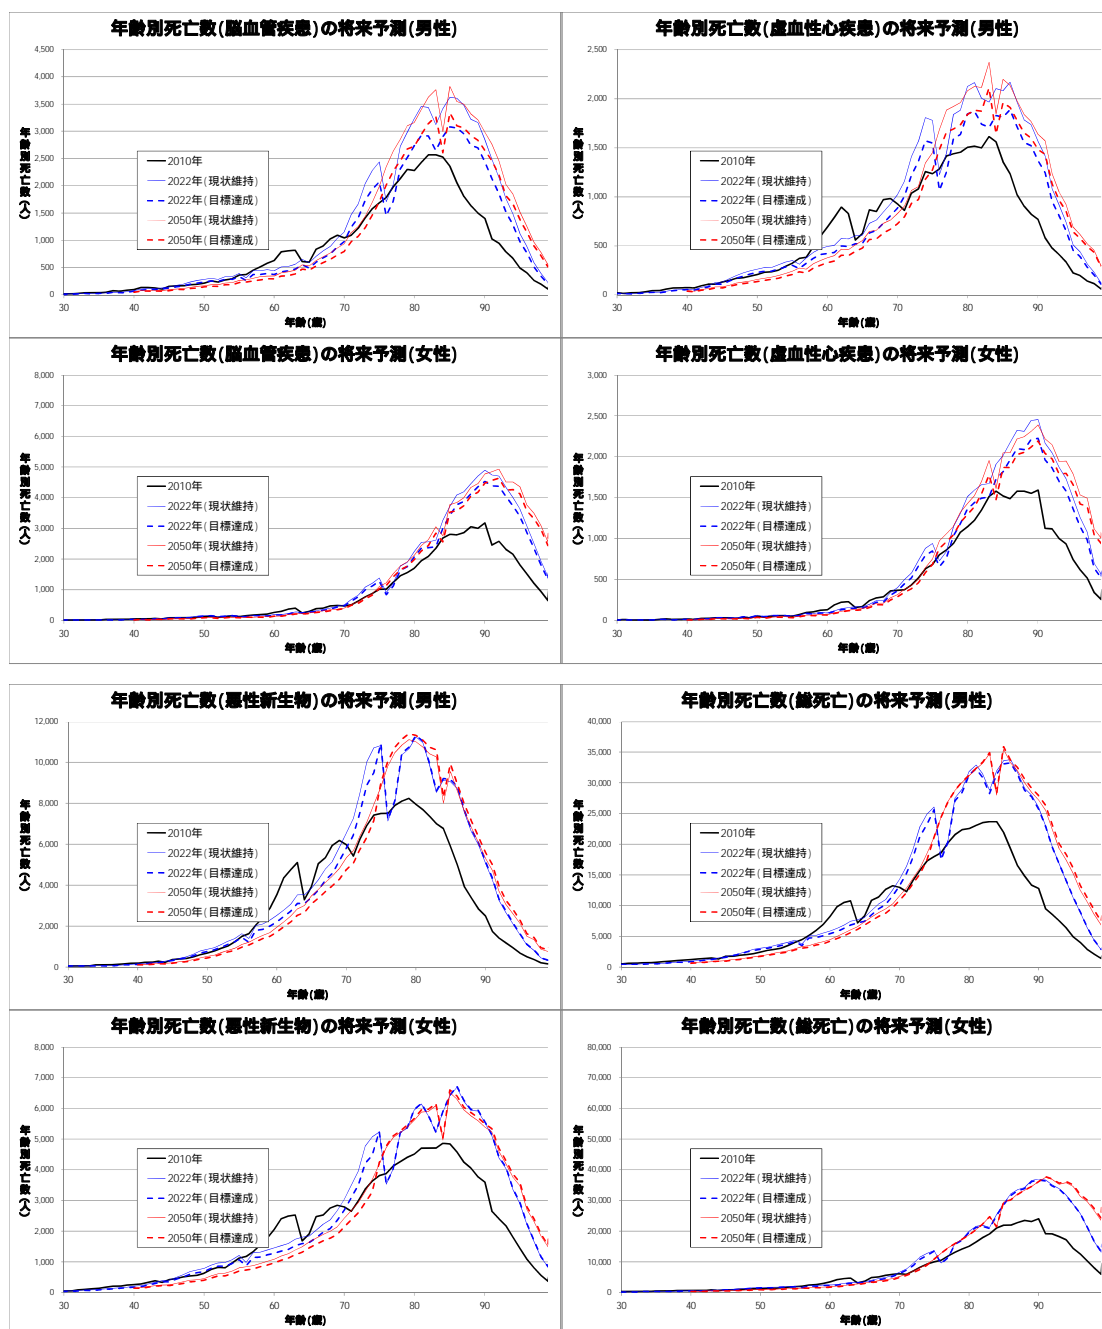 年齢別死亡数(脳血管疾患)の将来予測(男性)
4,500
4,000
3,500
3,000
2,500
2,000
1,500
1,000
500
0
年齢別死亡数(人)
2010年
2022年(現状維持)
2022年(目標達成)
2050年(現状維持)
2050年(目標達成)
30 40 50 60 70 80 90
年齢(歳)
年齢別死亡数(虚血性心疾患)の将来予測(男性)
2,500
2,000
1,500
1,000
500
0
年齢別死亡数(人)
2010年
2022年(現状維持)
2022年(目標達成)
2050年(現状維持)
2050年(目標達成)
30 40 50 60 70 80 90
年齢(歳)
年齢別死亡数(脳血管疾患)の将来予測(女性)
8,000
7,000
6,000
5,000
4,000
3,000
2,000
1,000
0
年齢別死亡数(人)
2010年
2022年(現状維持)
2022年(目標達成)
2050年(現状維持)
2050年(目標達成)
30 40 50 60 70 80 90
年齢(歳)
年齢別死亡数(虚血性心疾患)の将来予測(女性)
3,000
2,500
2,000
1,500
1,000
500
0
年齢別死亡数(人)
2010年
2022年(現状維持)
2022年(目標達成)
2050年(現状維持)
2050年(目標達成)
30 40 50 60 70 80 90
年齢(歳)
年齢別死亡数(悪性新生物)の将来予測(男性)
12,000
10,000
8,000
6,000
4,000
2,000
0
年齢別死亡数(人)
2010年
2022年(現状維持)
2022年(目標達成)
2050年(現状維持)
2050年(目標達成)
30 40 50 60 70 80 90
年齢(歳)
年齢別死亡数(総死亡)の将来予測(男性)
40,000
35,000
30,000
25,000
20,000
15,000
10,000
5,000
0
年齢別死亡数(人)
2010年
2022年(現状維持)
2022年(目標達成)
2050年(現状維持)
2050年(目標達成)
30 40 50 60 70 80 90
年齢(歳)
年齢別死亡数(悪性新生物)の将来予測(女性)
8,000
7,000
6,000
5,000
4,000
3,000
2,000
1,000
0
年齢別死亡数(人)
2010年
2022年(現状維持)
2022年(目標達成)
2050年(現状維持)
2050年(目標達成)
30 40 50 60 70 80 90
年齢(歳)
年齢別死亡数(総死亡)の将来予測(女性)
80,000
70,000
60,000
50,000
40,000
30,000
20,000
10,000
0
年齢別死亡数(人)
2010年
2022年(現状維持)
2022年(目標達成)
2050年(現状維持)
2050年(目標達成)
30 40 50 60 70 80 90
年齢(歳)